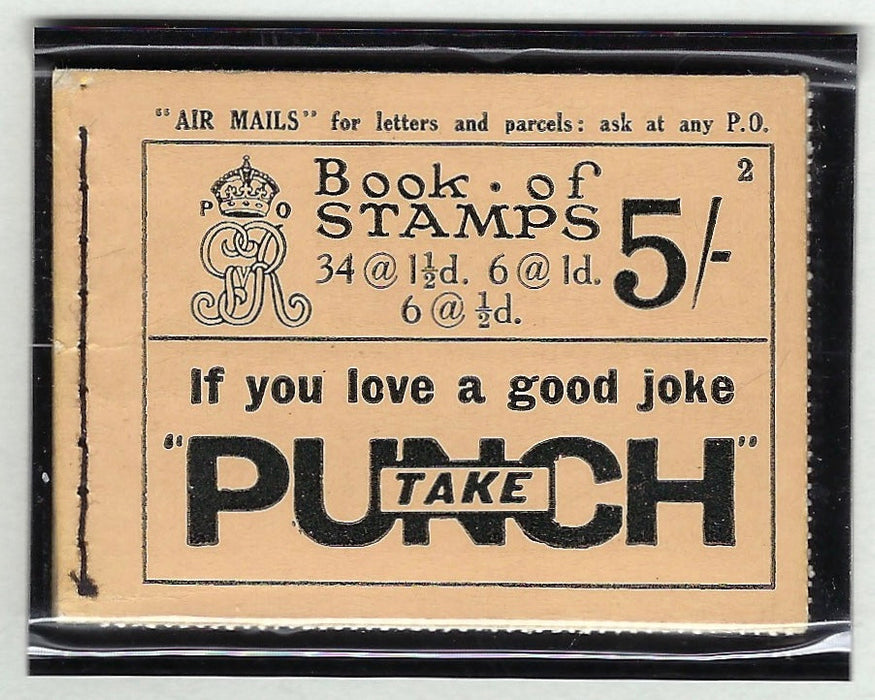 "AIR MAILS" for letters and parcels: ask at any P.O.
2
P O
GRV
Book · of
STAMPS 5/-
34 @ 1½d. 6 @ 1d.
6 @ ½d.
If you love a good joke
TAKE
"PUNCH"